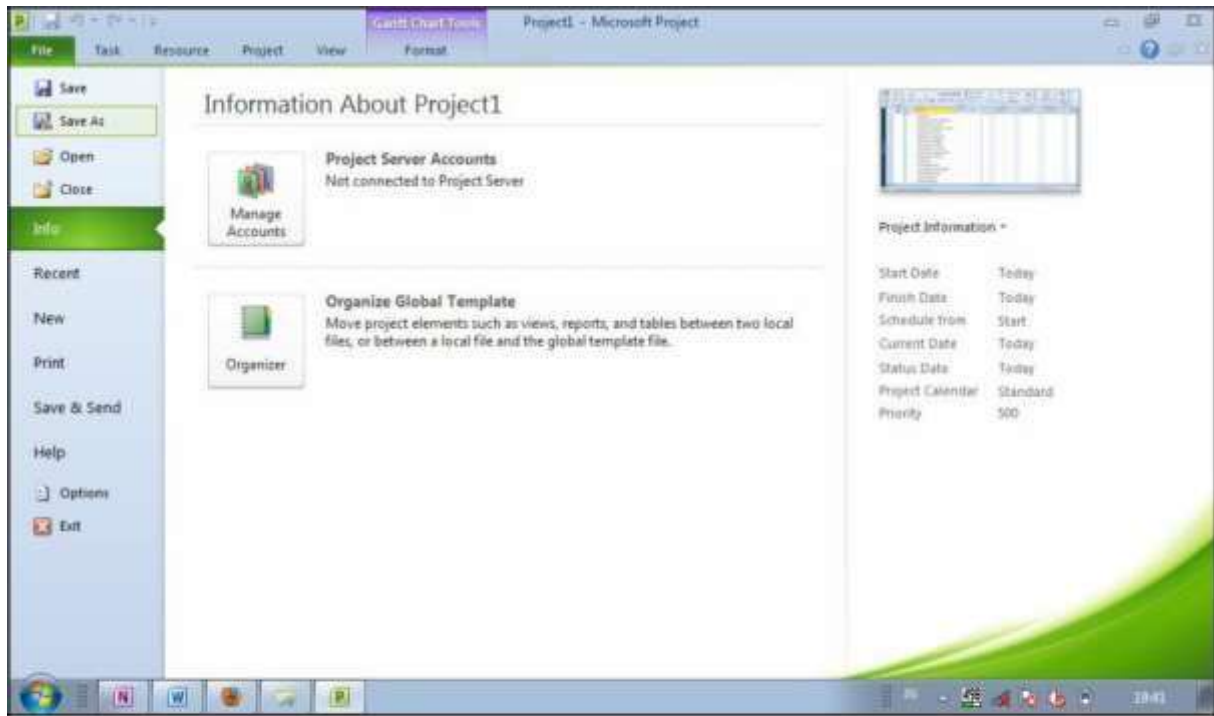 Gantt Chart Tools
Project1 - Microsoft Project
File
Task
Resource
Project
View
Format
Save
Save As
Open
Close
Info
Recent
New
Print
Save & Send
Help
Options
Exit
Information About Project1
Manage
Accounts
Project Server Accounts
Not connected to Project Server
Organizer
Organize Global Template
Move project elements such as views, reports, and tables between two local
files, or between a local file and the global template file.
Project Information
Start Date Today
Finish Date Today
Schedule from Start
Current Date Today
Status Date Today
Project Calendar Standard
Priority 500